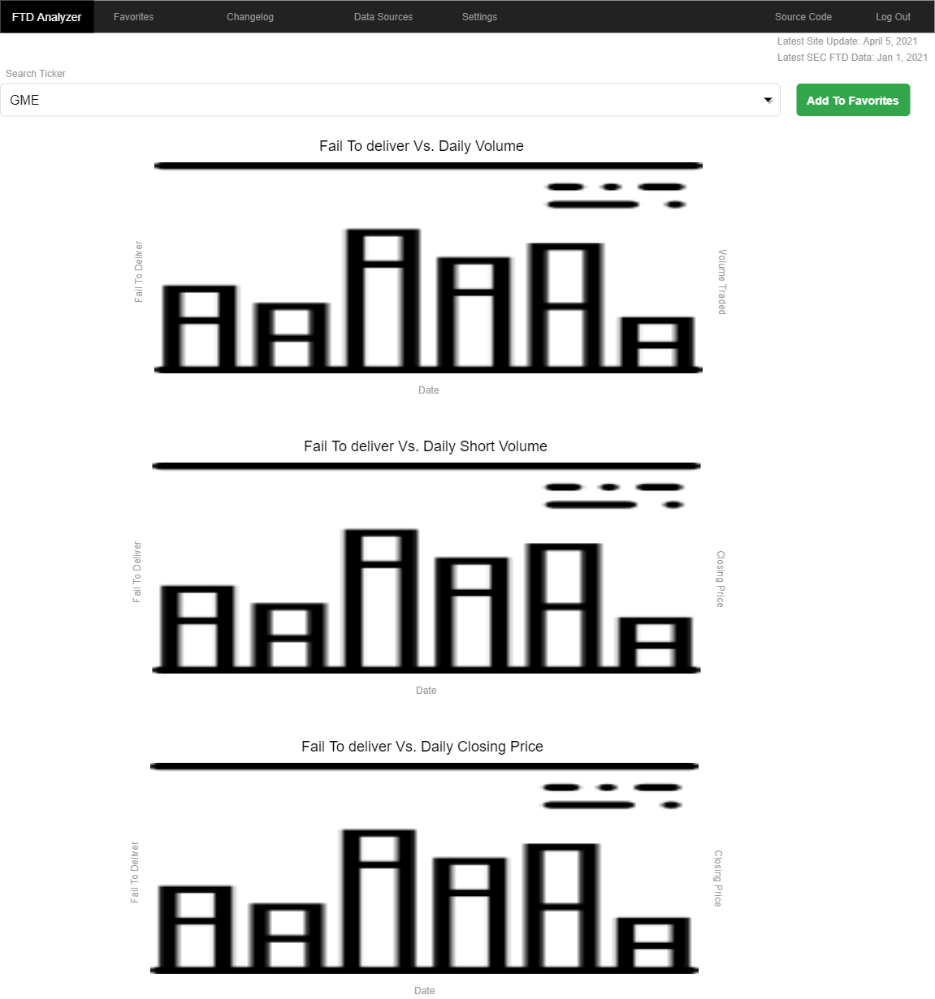 FTD Analyzer Favorites Changelog Data Sources Settings Source Code Log Out
Latest Site Update: April 5, 2021
Latest SEC FTD Data: Jan 1, 2021
Search Ticker
GME
Add To Favorites
Fail To deliver Vs. Daily Volume
Fail To Deliver
Volume Traded
Date
Fail To deliver Vs. Daily Short Volume
Fail To Deliver
Closing Price
Date
Fail To deliver Vs. Daily Closing Price
Fail To Deliver
Closing Price
Date